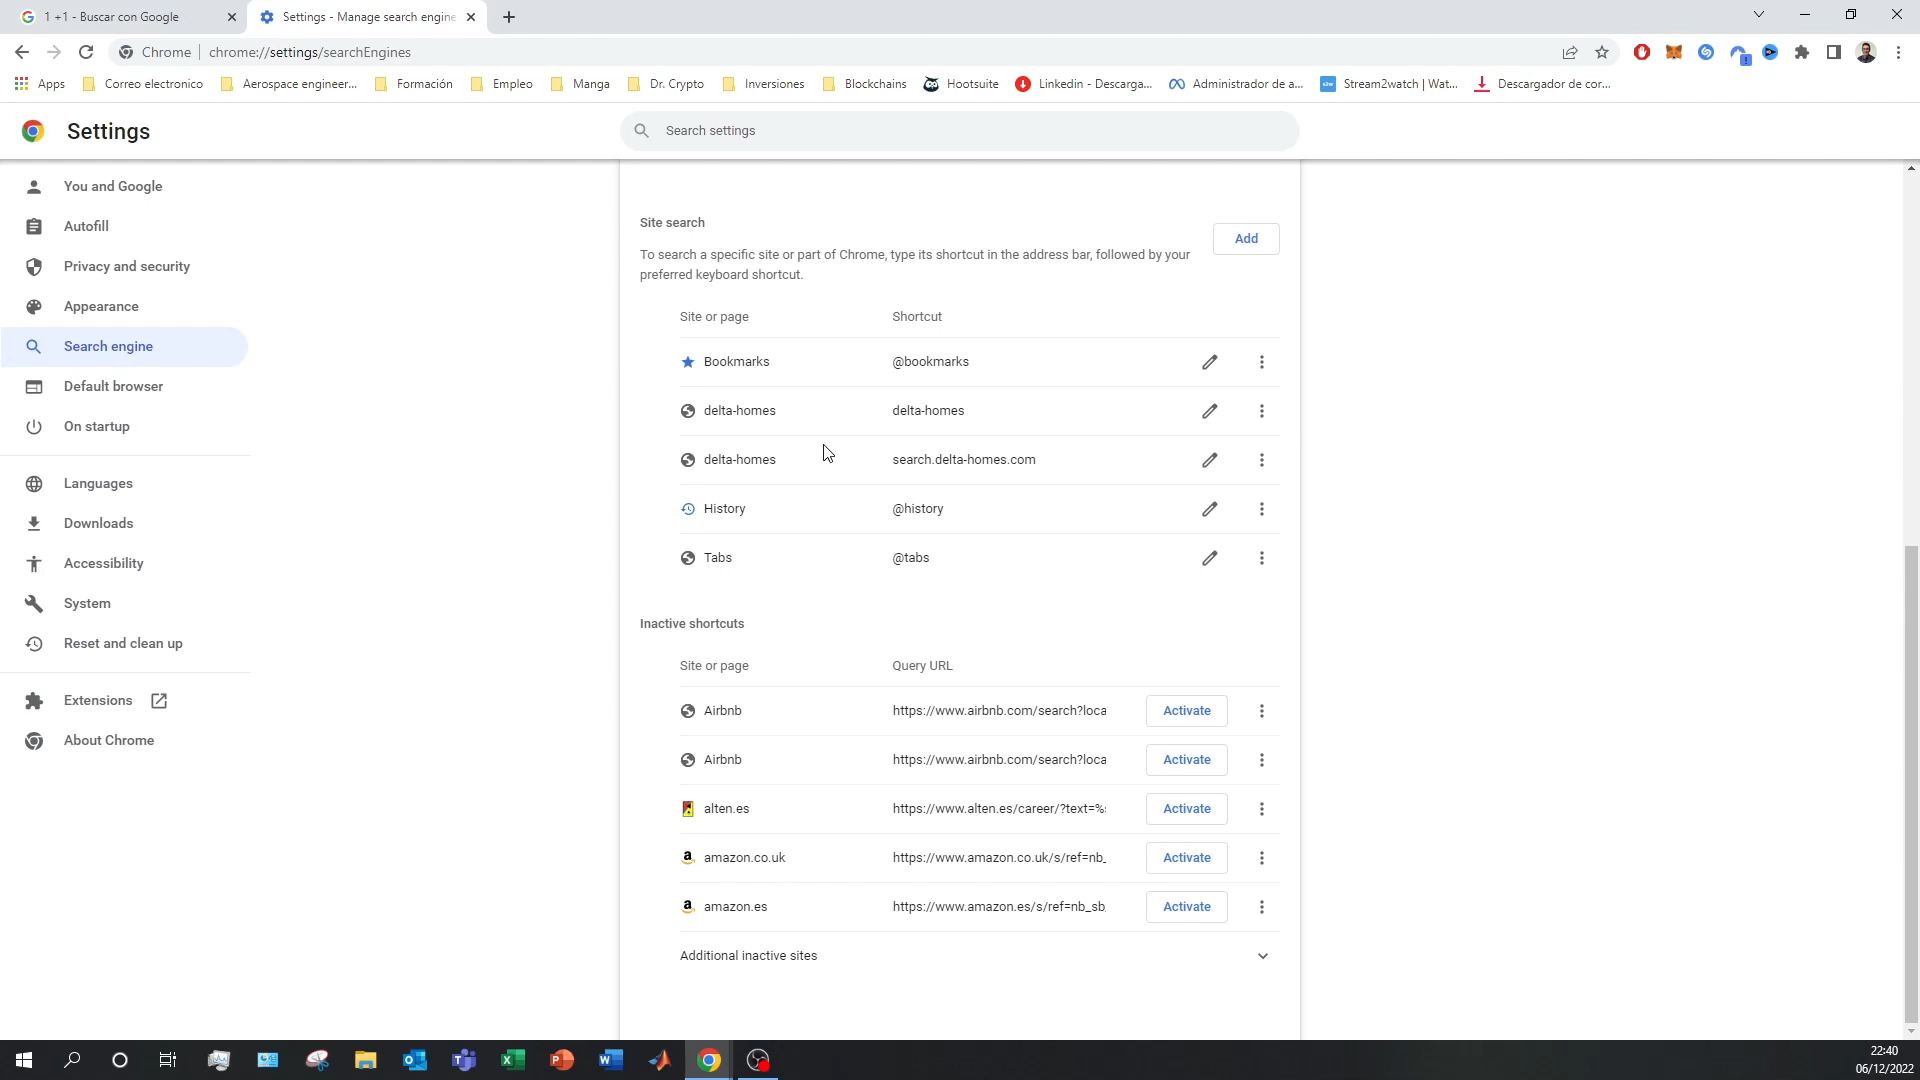 1 +1 - Buscar con Google
Settings - Manage search engine
Chrome
chrome://settings/searchEngines
Apps
Correo electronico
Aerospace engineer...
Formación
Empleo
Manga
Dr. Crypto
Inversiones
Blockchains
Hootsuite
Linkedin - Descarga...
Administrador de a...
Stream2watch | Wat...
Descargador de cor...
Settings
Search settings
You and Google
Autofill
Privacy and security
Appearance
Search engine
Default browser
On startup
Languages
Downloads
Accessibility
System
Reset and clean up
Extensions
About Chrome
Site search
Add
To search a specific site or part of Chrome, type its shortcut in the address bar, followed by your
preferred keyboard shortcut.
Site or page Shortcut
Bookmarks @bookmarks
delta-homes delta-homes
delta-homes search.delta-homes.com
History @history
Tabs @tabs
Inactive shortcuts
Site or page Query URL
Airbnb https://www.airbnb.com/search?loca Activate
Airbnb https://www.airbnb.com/search?loca Activate
alten.es https://www.alten.es/career/?text=% Activate
amazon.co.uk https://www.amazon.co.uk/s/ref=nb_ Activate
amazon.es https://www.amazon.es/s/ref=nb_sb Activate
Additional inactive sites
22:40
06/12/2022